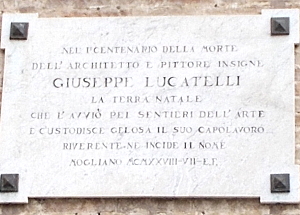 NEL I° CENTENARIO DELLA MORTE
DELL'ARCHITETTO E PITTORE INSIGNE
GIUSEPPE LUCATELLI
LA TERRA NATALE
CHE L'AVVIÒ PEI SENTIERI DELL'ARTE
E CUSTODISCE GELOSA IL SUO CAPOLAVORO
RIVERENTE NE INCIDE IL NOME
MOGLIANO MCMXXVIII-VII-E.F.